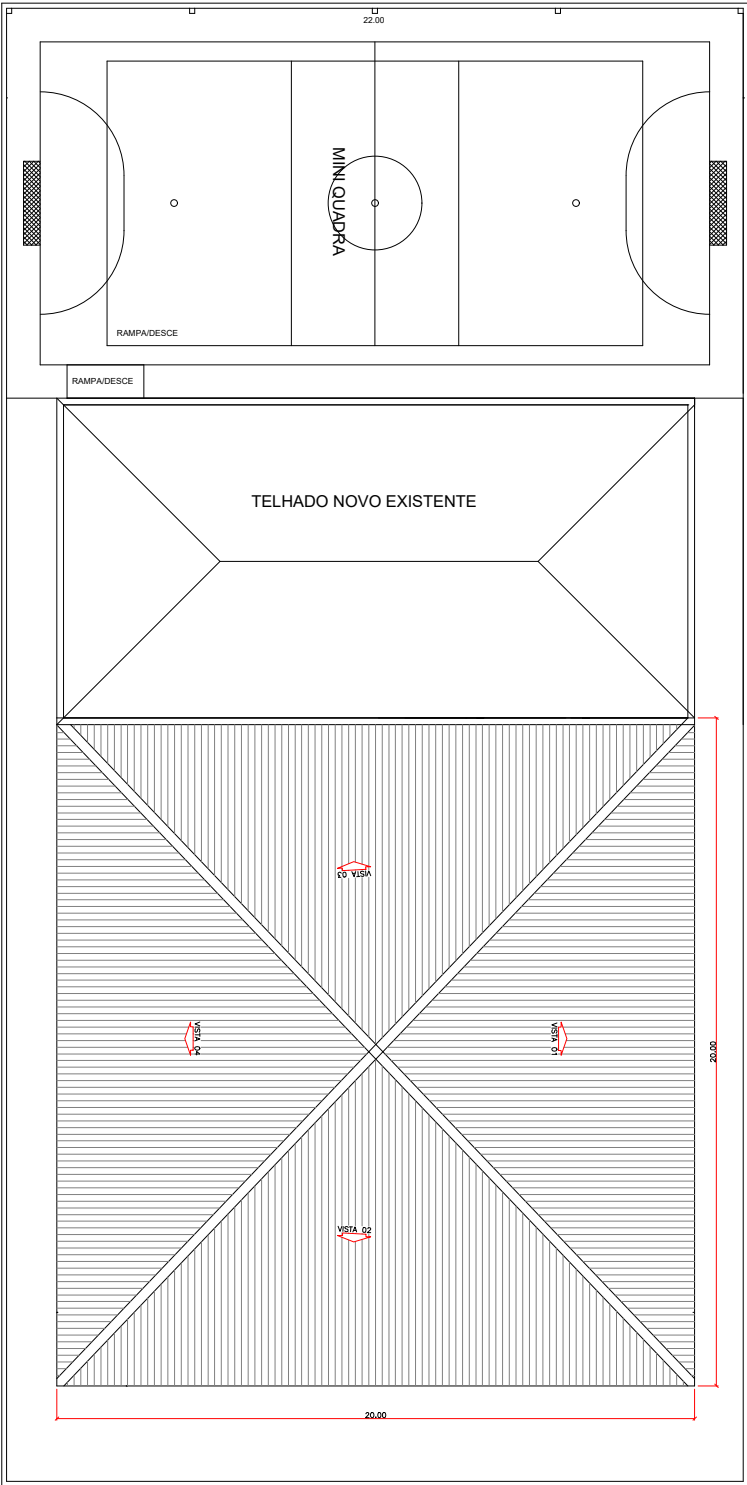 22.00
MINI QUADRA
RAMPA/DESCE
RAMPA/DESCE
TELHADO NOVO EXISTENTE
VISTA 03
VISTA 04
VISTA 01
20.00
VISTA 02
20.00